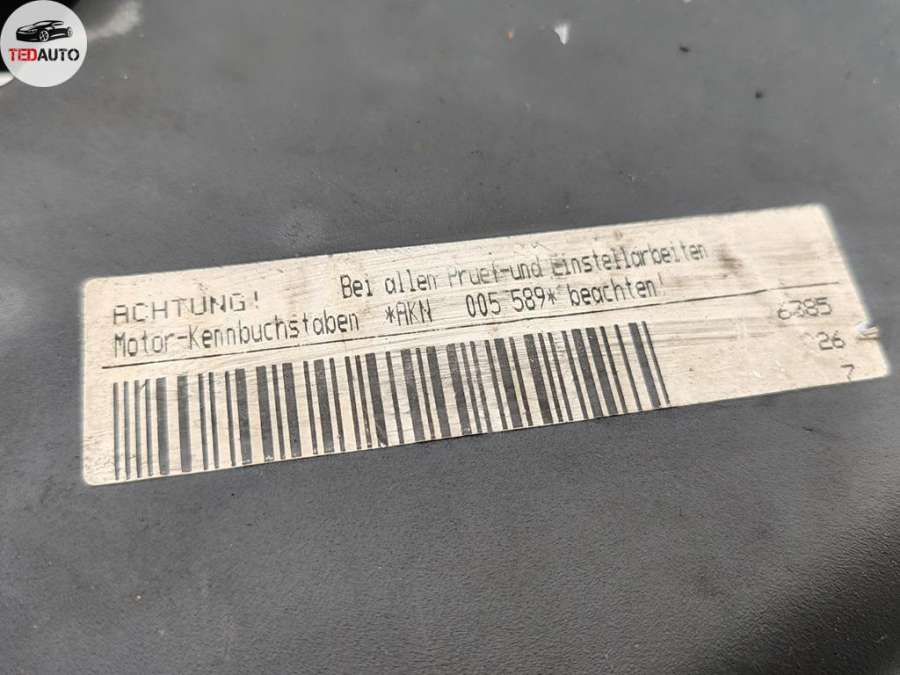 TEDAUTO
ACHTUNG! Bei allen Pruef-und Einstellarbeiten
Motor-Kennbuchstaben *AKN 005 589* beachten!
6385
26
7